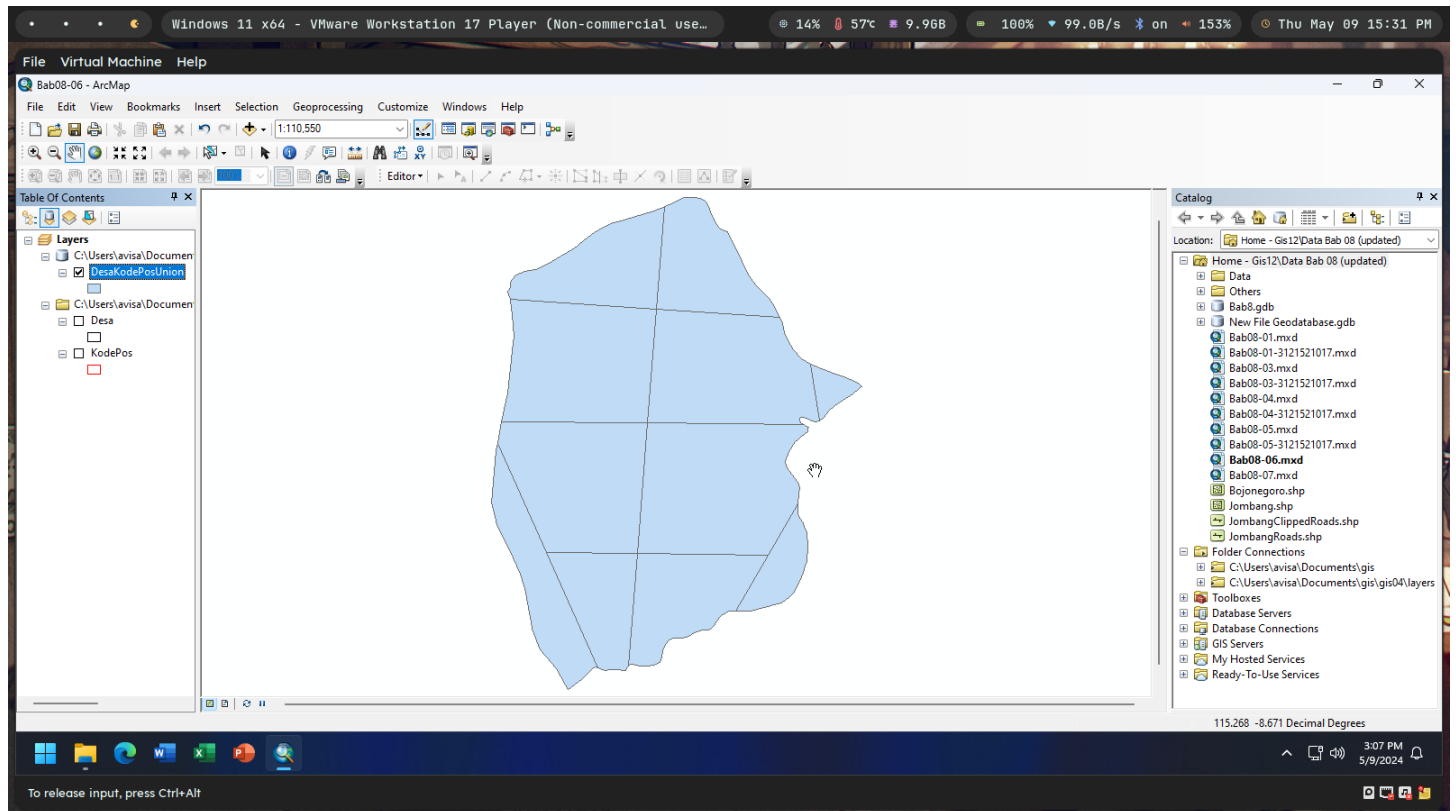 Windows 11 x64 - VMware Workstation 17 Player (Non-commercial use…
14% 57°C 9.9GB
100% 99.0B/s on 153%
Thu May 09 15:31 PM
File Virtual Machine Help
Bab08-06 - ArcMap
File Edit View Bookmarks Insert Selection Geoprocessing Customize Windows Help
1:110,550
Editor
Table Of Contents
Layers
C:\Users\avisa\Documen
DesaKodePosUnion
C:\Users\avisa\Documen
Desa
KodePos
Catalog
Location: Home - Gis12\Data Bab 08 (updated)
Home - Gis12\Data Bab 08 (updated)
Data
Others
Bab8.gdb
New File Geodatabase.gdb
Bab08-01.mxd
Bab08-01-3121521017.mxd
Bab08-03.mxd
Bab08-03-3121521017.mxd
Bab08-04.mxd
Bab08-04-3121521017.mxd
Bab08-05.mxd
Bab08-05-3121521017.mxd
Bab08-06.mxd
Bab08-07.mxd
Bojonegoro.shp
Jombang.shp
JombangClippedRoads.shp
JombangRoads.shp
Folder Connections
C:\Users\avisa\Documents\gis
C:\Users\avisa\Documents\gis\gis04\layers
Toolboxes
Database Servers
Database Connections
GIS Servers
My Hosted Services
Ready-To-Use Services
115.268 -8.671 Decimal Degrees
3:07 PM
5/9/2024
To release input, press Ctrl+Alt